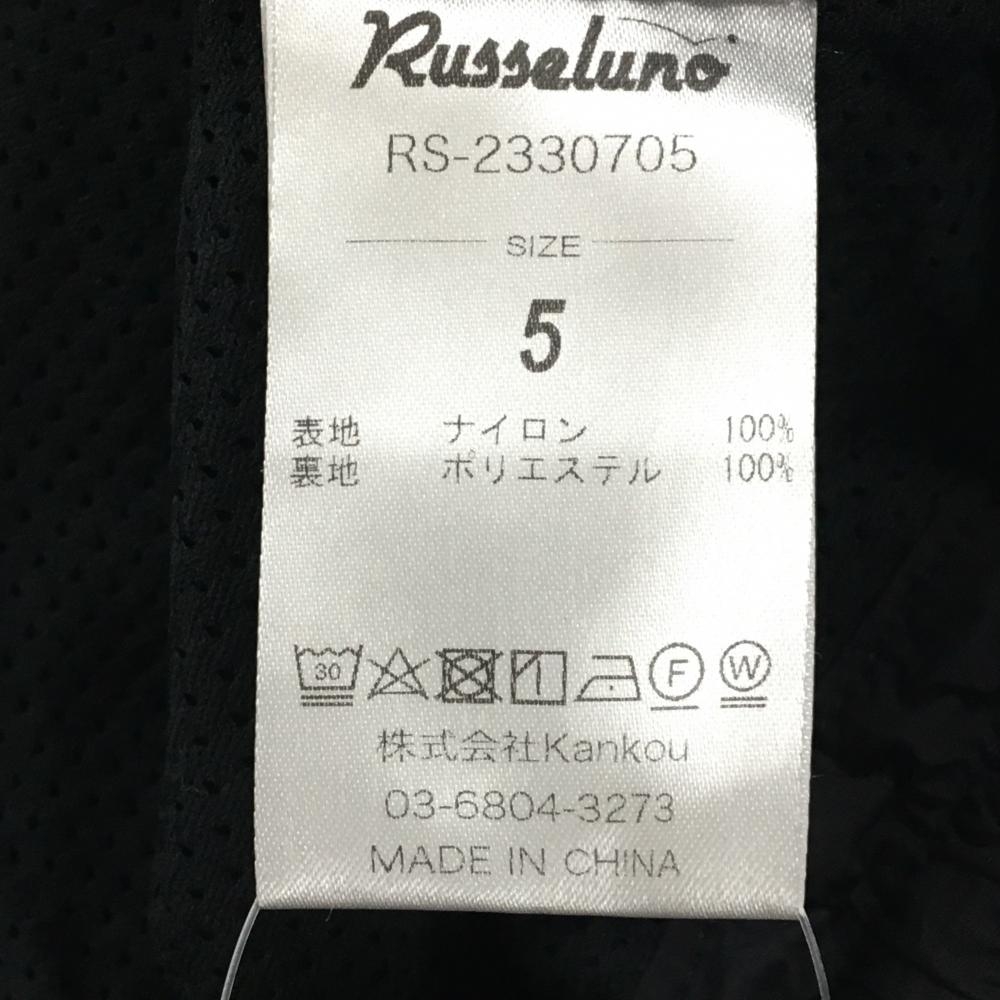 Russeluno
RS-2330705
SIZE
5
表地 ナイロン 100%
裏地 ポリエステル 100%
30 F W
株式会社Kankou
03-6804-3273
MADE IN CHINA